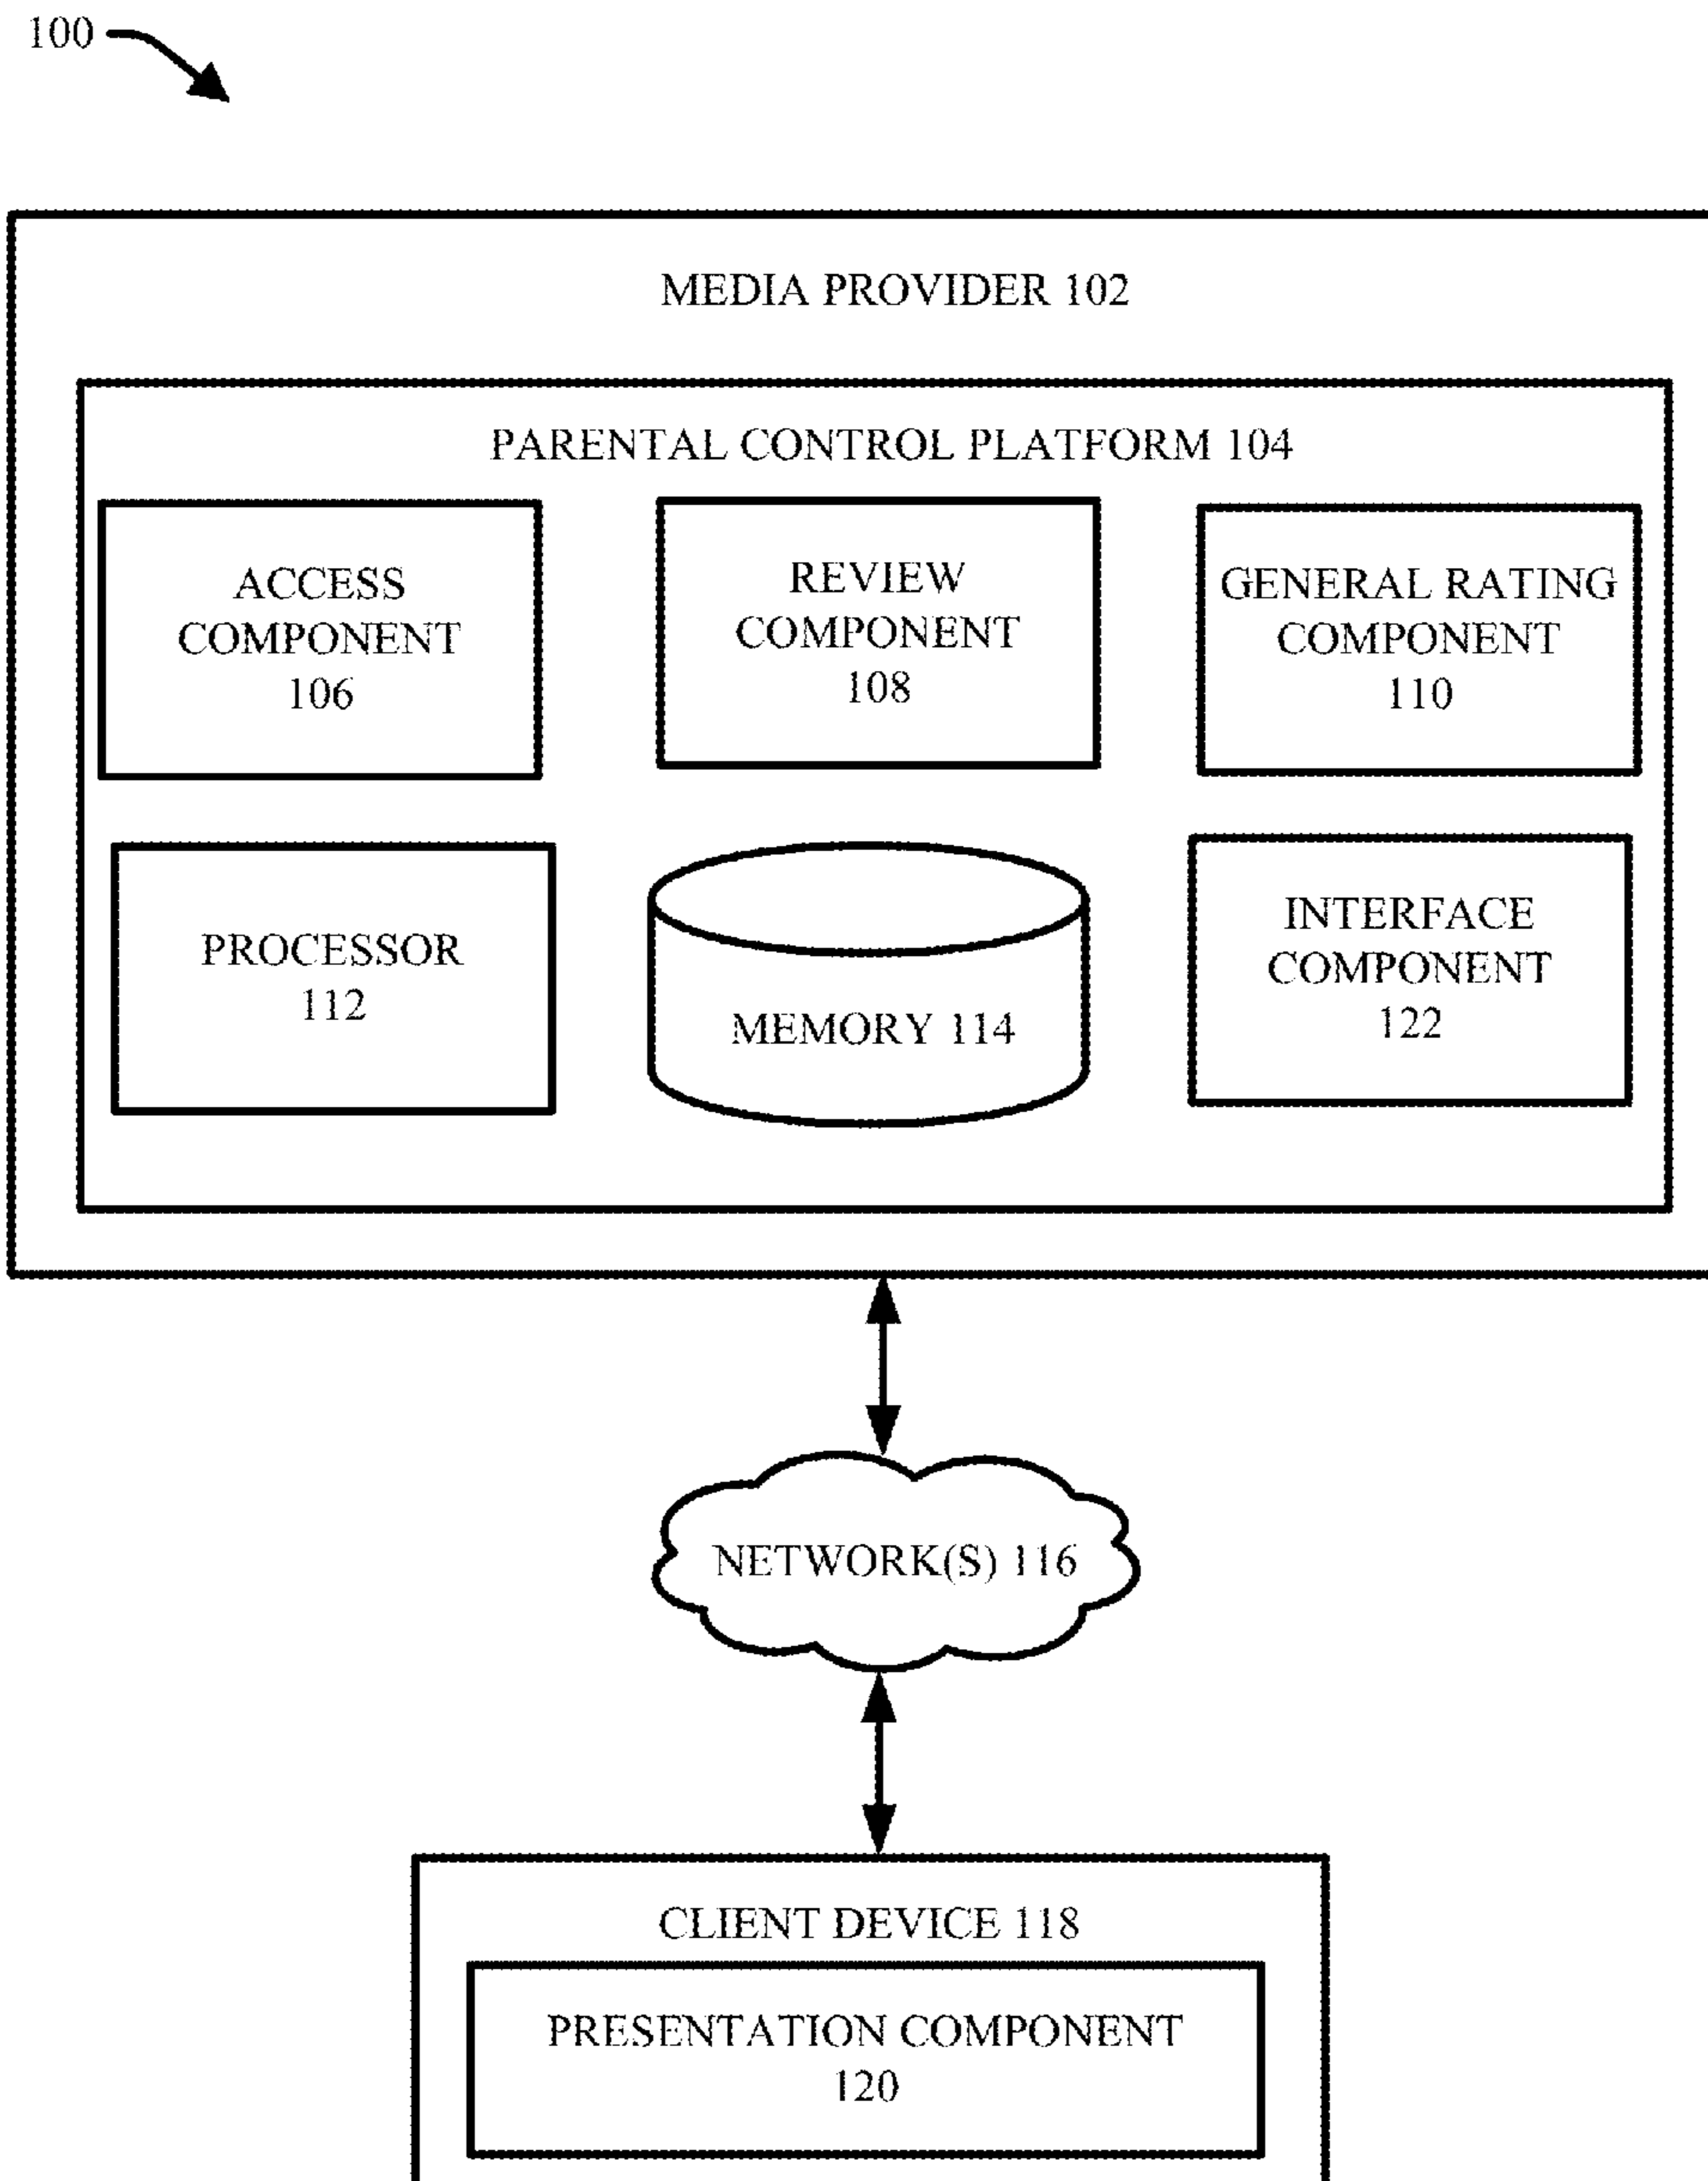 100
MEDIA PROVIDER 102
PARENTAL CONTROL PLATFORM 104
ACCESS
COMPONENT
106
REVIEW
COMPONENT
108
GENERAL RATING
COMPONENT
110
PROCESSOR
112
MEMORY 114
INTERFACE
COMPONENT
122
NETWORK(S) 116
CLIENT DEVICE 118
PRESENTATION COMPONENT
120